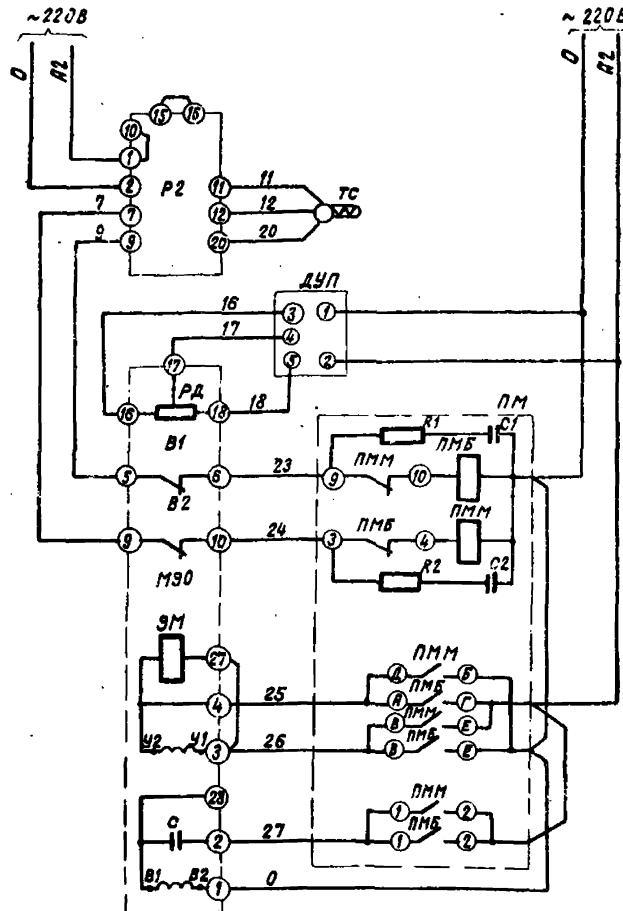 ~220В ~220В
0 А2 0 А2
15 16
10
1
2 Р2 11 11 ТС
7 7 12 12
9 9 20 20
ДУП
16 3 1
17 4
5 2
17
РД ПМ
16 18 18
В1 R1 C1
ПММ ПМБ
5 6 23 9 10
В2 ПМБ ПММ
9 10 24 3 4
МЭО R2 C2
ЭМ
27 ПММ
Д Б
4 25 ПМБ
А Г
ПММ
В Е
У2 У1 3 26 ПМБ
В Е
28
С 2 27 ПММ
1 2
ПМБ
1 2
В1 В2 1 0